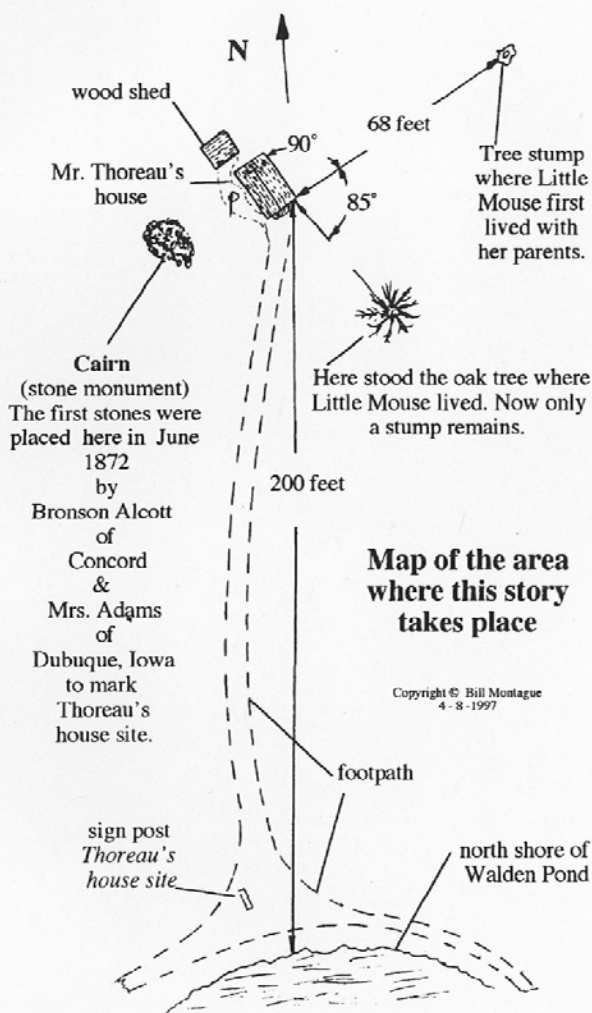 N
wood shed
90°
68 feet
Mr. Thoreau's
house
85°
Tree stump
where Little
Mouse first
lived with
her parents.
Cairn
(stone monument)
The first stones were
placed here in June
1872
by
Bronson Alcott
of
Concord
&
Mrs. Adams
of
Dubuque, Iowa
to mark
Thoreau's
house site.
Here stood the oak tree where
Little Mouse lived. Now only
a stump remains.
200 feet
Map of the area
where this story
takes place
Copyright © Bill Montague
4 - 8 -1997
footpath
sign post
Thoreau's
house site
north shore of
Walden Pond